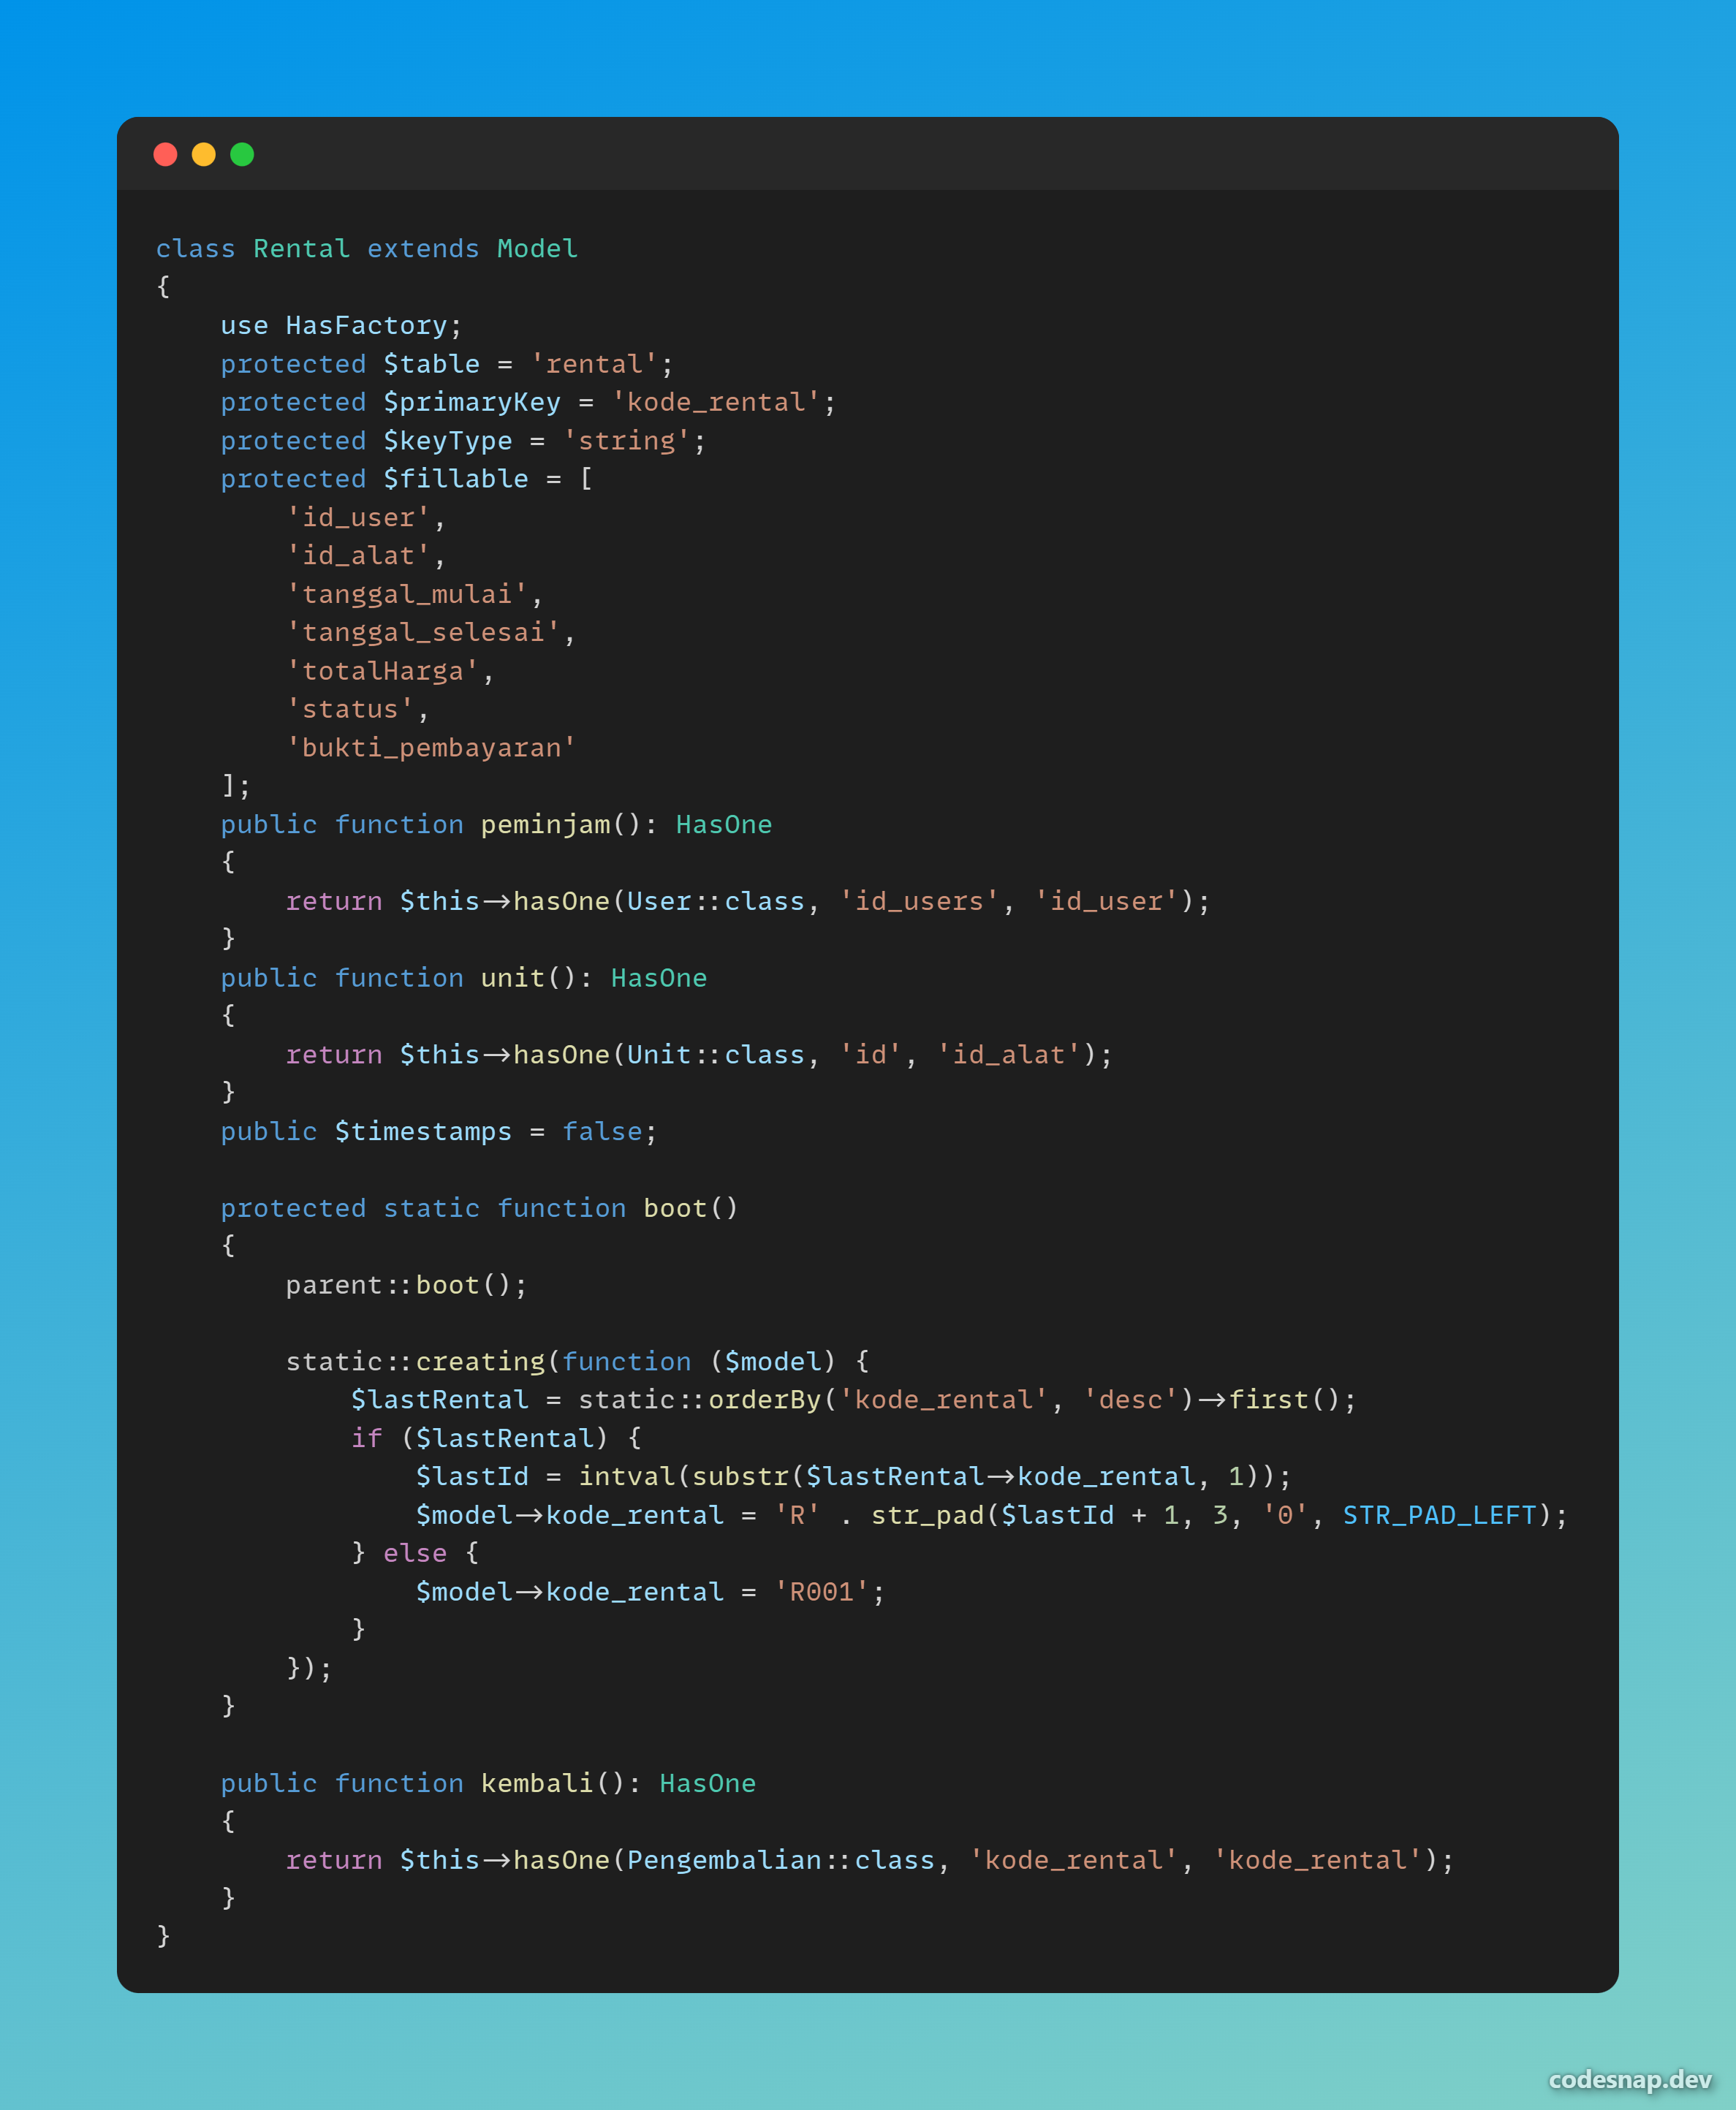 class Rental extends Model
{
    use HasFactory;
    protected $table = 'rental';
    protected $primaryKey = 'kode_rental';
    protected $keyType = 'string';
    protected $fillable = [
        'id_user',
        'id_alat',
        'tanggal_mulai',
        'tanggal_selesai',
        'totalHarga',
        'status',
        'bukti_pembayaran'
    ];
    public function peminjam(): HasOne
    {
        return $this->hasOne(User::class, 'id_users', 'id_user');
    }
    public function unit(): HasOne
    {
        return $this->hasOne(Unit::class, 'id', 'id_alat');
    }
    public $timestamps = false;

    protected static function boot()
    {
        parent::boot();

        static::creating(function ($model) {
            $lastRental = static::orderBy('kode_rental', 'desc')->first();
            if ($lastRental) {
                $lastId = intval(substr($lastRental->kode_rental, 1));
                $model->kode_rental = 'R' . str_pad($lastId + 1, 3, '0', STR_PAD_LEFT);
            } else {
                $model->kode_rental = 'R001';
            }
        });
    }

    public function kembali(): HasOne
    {
        return $this->hasOne(Pengembalian::class, 'kode_rental', 'kode_rental');
    }
}
codesnap.dev